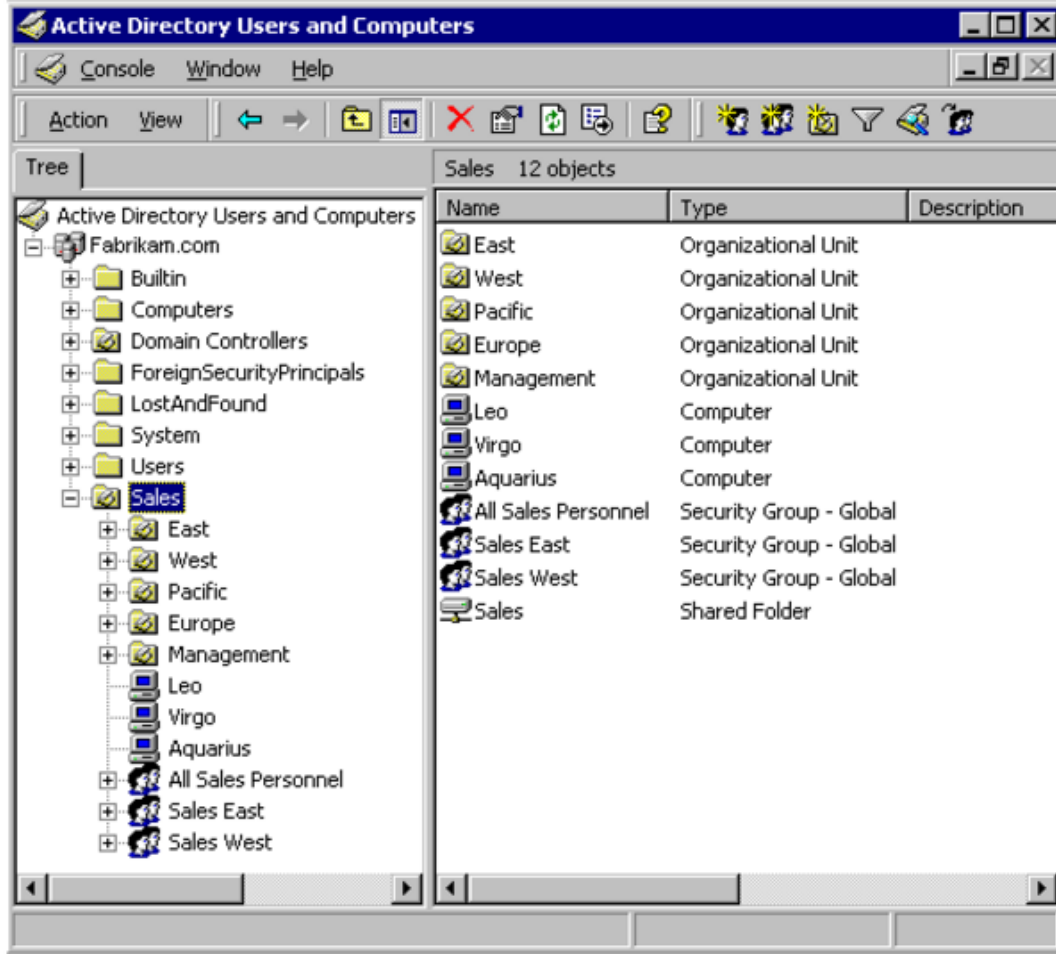 Active Directory Users and Computers
Console Window Help
Action View
Tree
Sales 12 objects
Active Directory Users and Computers
Fabrikam.com
Builtin
Computers
Domain Controllers
ForeignSecurityPrincipals
LostAndFound
System
Users
Sales
East
West
Pacific
Europe
Management
Leo
Virgo
Aquarius
All Sales Personnel
Sales East
Sales West
Name Type Description
East Organizational Unit
West Organizational Unit
Pacific Organizational Unit
Europe Organizational Unit
Management Organizational Unit
Leo Computer
Virgo Computer
Aquarius Computer
All Sales Personnel Security Group - Global
Sales East Security Group - Global
Sales West Security Group - Global
Sales Shared Folder